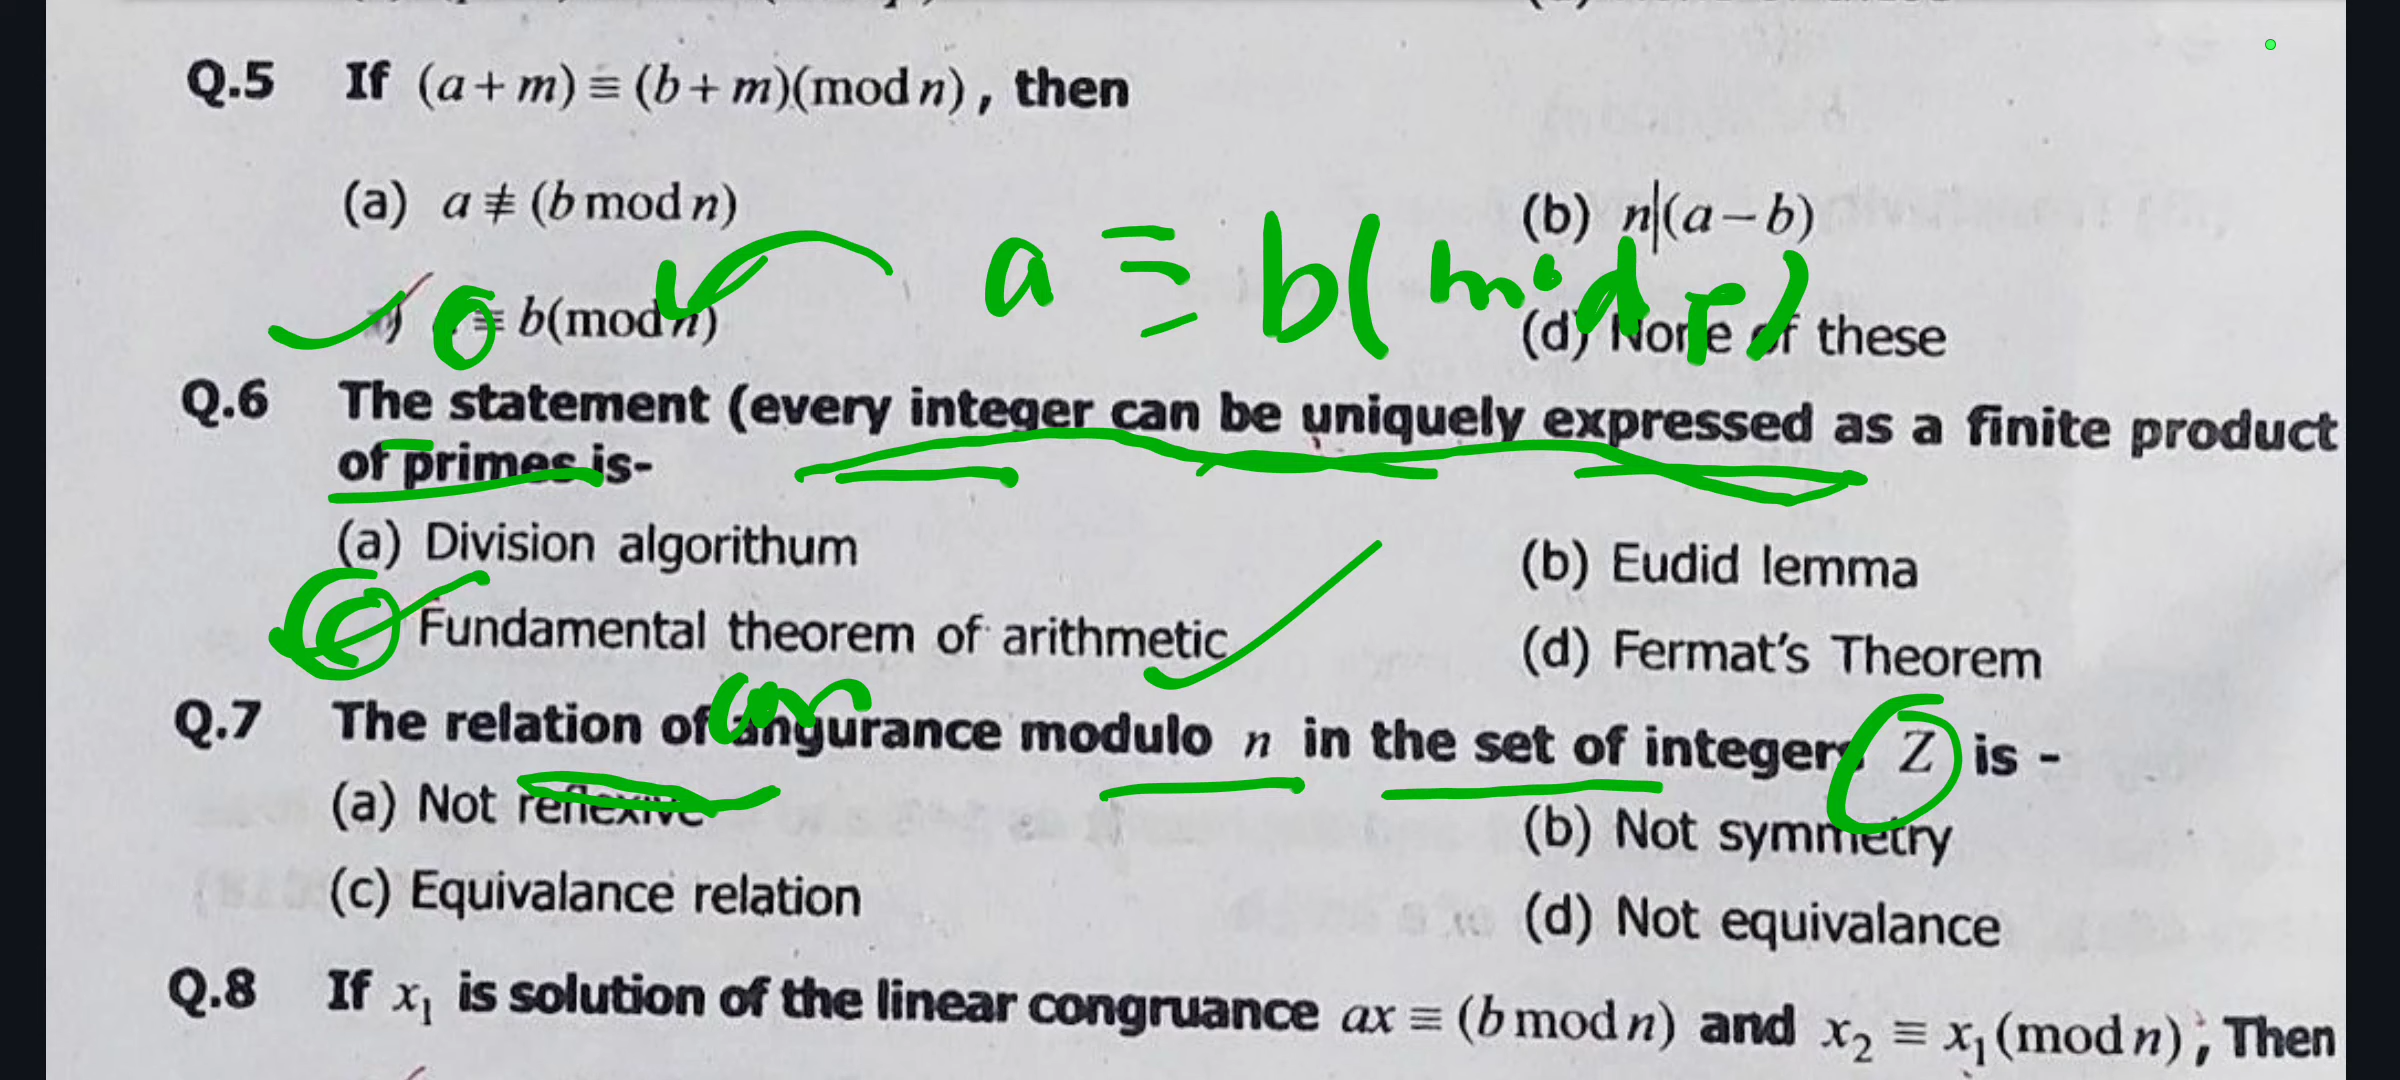 Q.5 If (a + m) ≡ (b + m)(mod n), then
(a) a ≢ (b mod n)
(b) n|(a − b)
≡ b(mod n)
a ≡ b(mod
(d) None of these
Q.6 The statement (every integer can be uniquely expressed as a finite product
of primes is-
(a) Division algorithum
(b) Eudid lemma
Fundamental theorem of arithmetic
(d) Fermat's Theorem
Q.7 The relation of angurance modulo n in the set of integers Z is -
(a) Not reflexive
(b) Not symmetry
(c) Equivalance relation
(d) Not equivalance
Q.8 If x₁ is solution of the linear congruance ax ≡ (b mod n) and x₂ ≡ x₁(mod n); Then